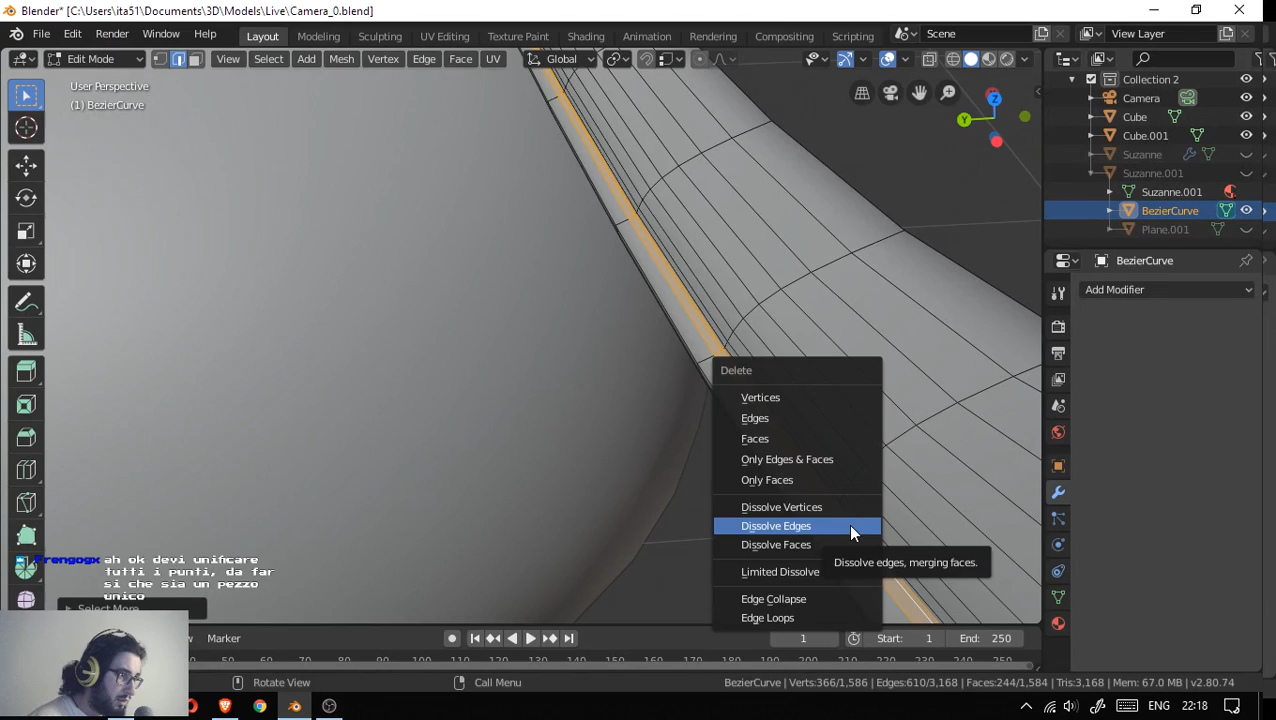 Blender* [C:\Users\ita51\Documents\3D\Models\Live\Camera_0.blend]
File Edit Render Window Help Layout Modeling Sculpting UV Editing Texture Paint Shading Animation Rendering Compositing Scripting Scene View Layer
Edit Mode View Select Add Mesh Vertex Edge Face UV Global
User Perspective
(1) BezierCurve
Z
Y
Collection 2
Camera
Cube
Cube.001
Suzanne
Suzanne.001
Suzanne.001
BezierCurve
Plane.001
BezierCurve
Add Modifier
Delete
Vertices
Edges
Faces
Only Edges & Faces
Only Faces
Dissolve Vertices
Dissolve Edges
Dissolve Faces
Limited Dissolve
Edge Collapse
Edge Loops
Dissolve edges, merging faces.
Frengogx ah ok devi unificare
tutti i punti, da far
si che sia un pezzo
unico
Select More
Marker 1 Start: 1 End: 250
50 60 70 80 90 100 110 120 130 140 150 160 170 180 190 200 210 220 230 240 250
Rotate View Call Menu BezierCurve | Verts:366/1,586 | Edges:610/3,168 | Faces:244/1,584 | Tris:3,168 | Mem: 67.0 MB | v2.80.74
ENG 22:18